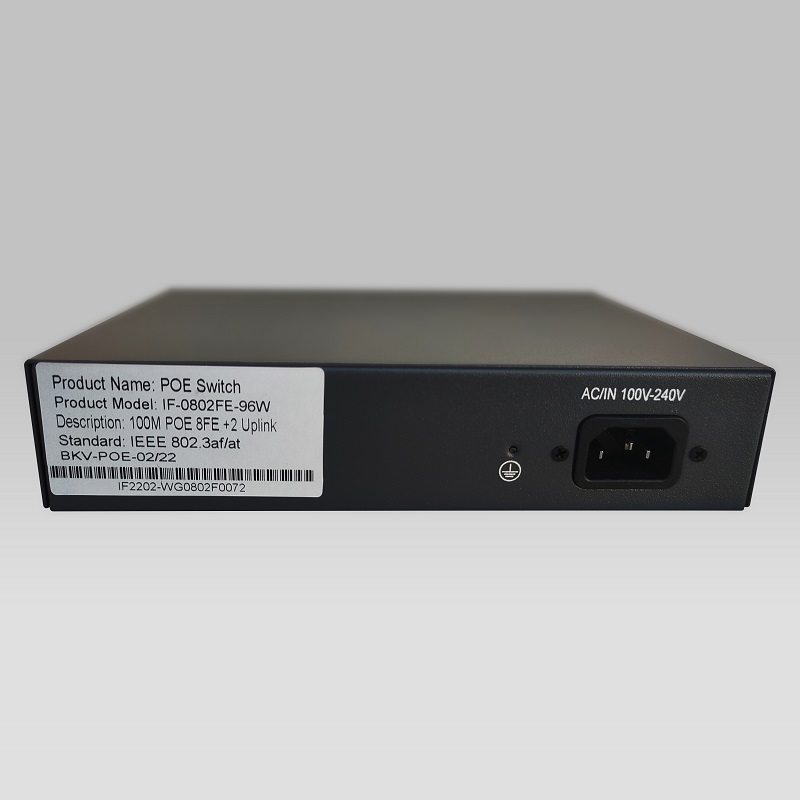 Product Name: POE Switch
Product Model: IF-0802FE-96W
Description: 100M POE 8FE +2 Uplink
Standard: IEEE 802.3af/at
BKV-POE-02/22
IF2202-WG0802F0072
AC/IN 100V-240V